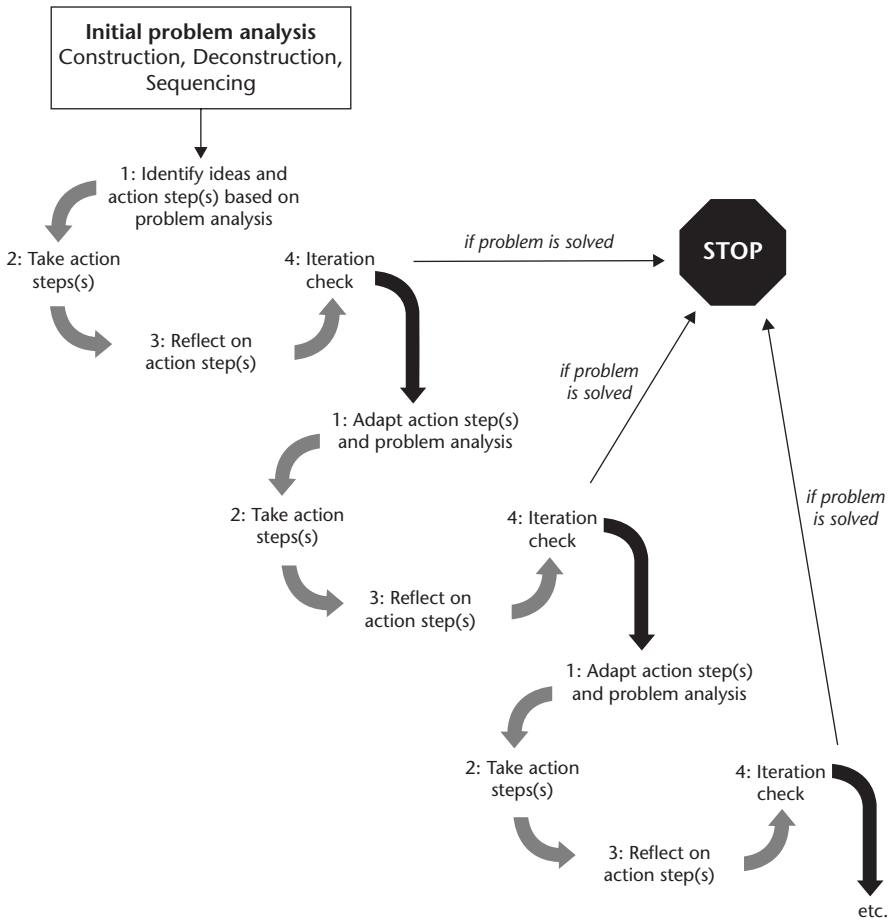 Initial problem analysis
Construction, Deconstruction,
Sequencing
1: Identify ideas and
action step(s) based on
problem analysis
2: Take action
steps(s)
3: Reflect on
action step(s)
4: Iteration
check
if problem is solved
STOP
1: Adapt action step(s)
and problem analysis
2: Take action
steps(s)
3: Reflect on
action step(s)
4: Iteration
check
if problem
is solved
1: Adapt action step(s)
and problem analysis
2: Take action
steps(s)
3: Reflect on
action step(s)
4: Iteration
check
if problem
is solved
etc.